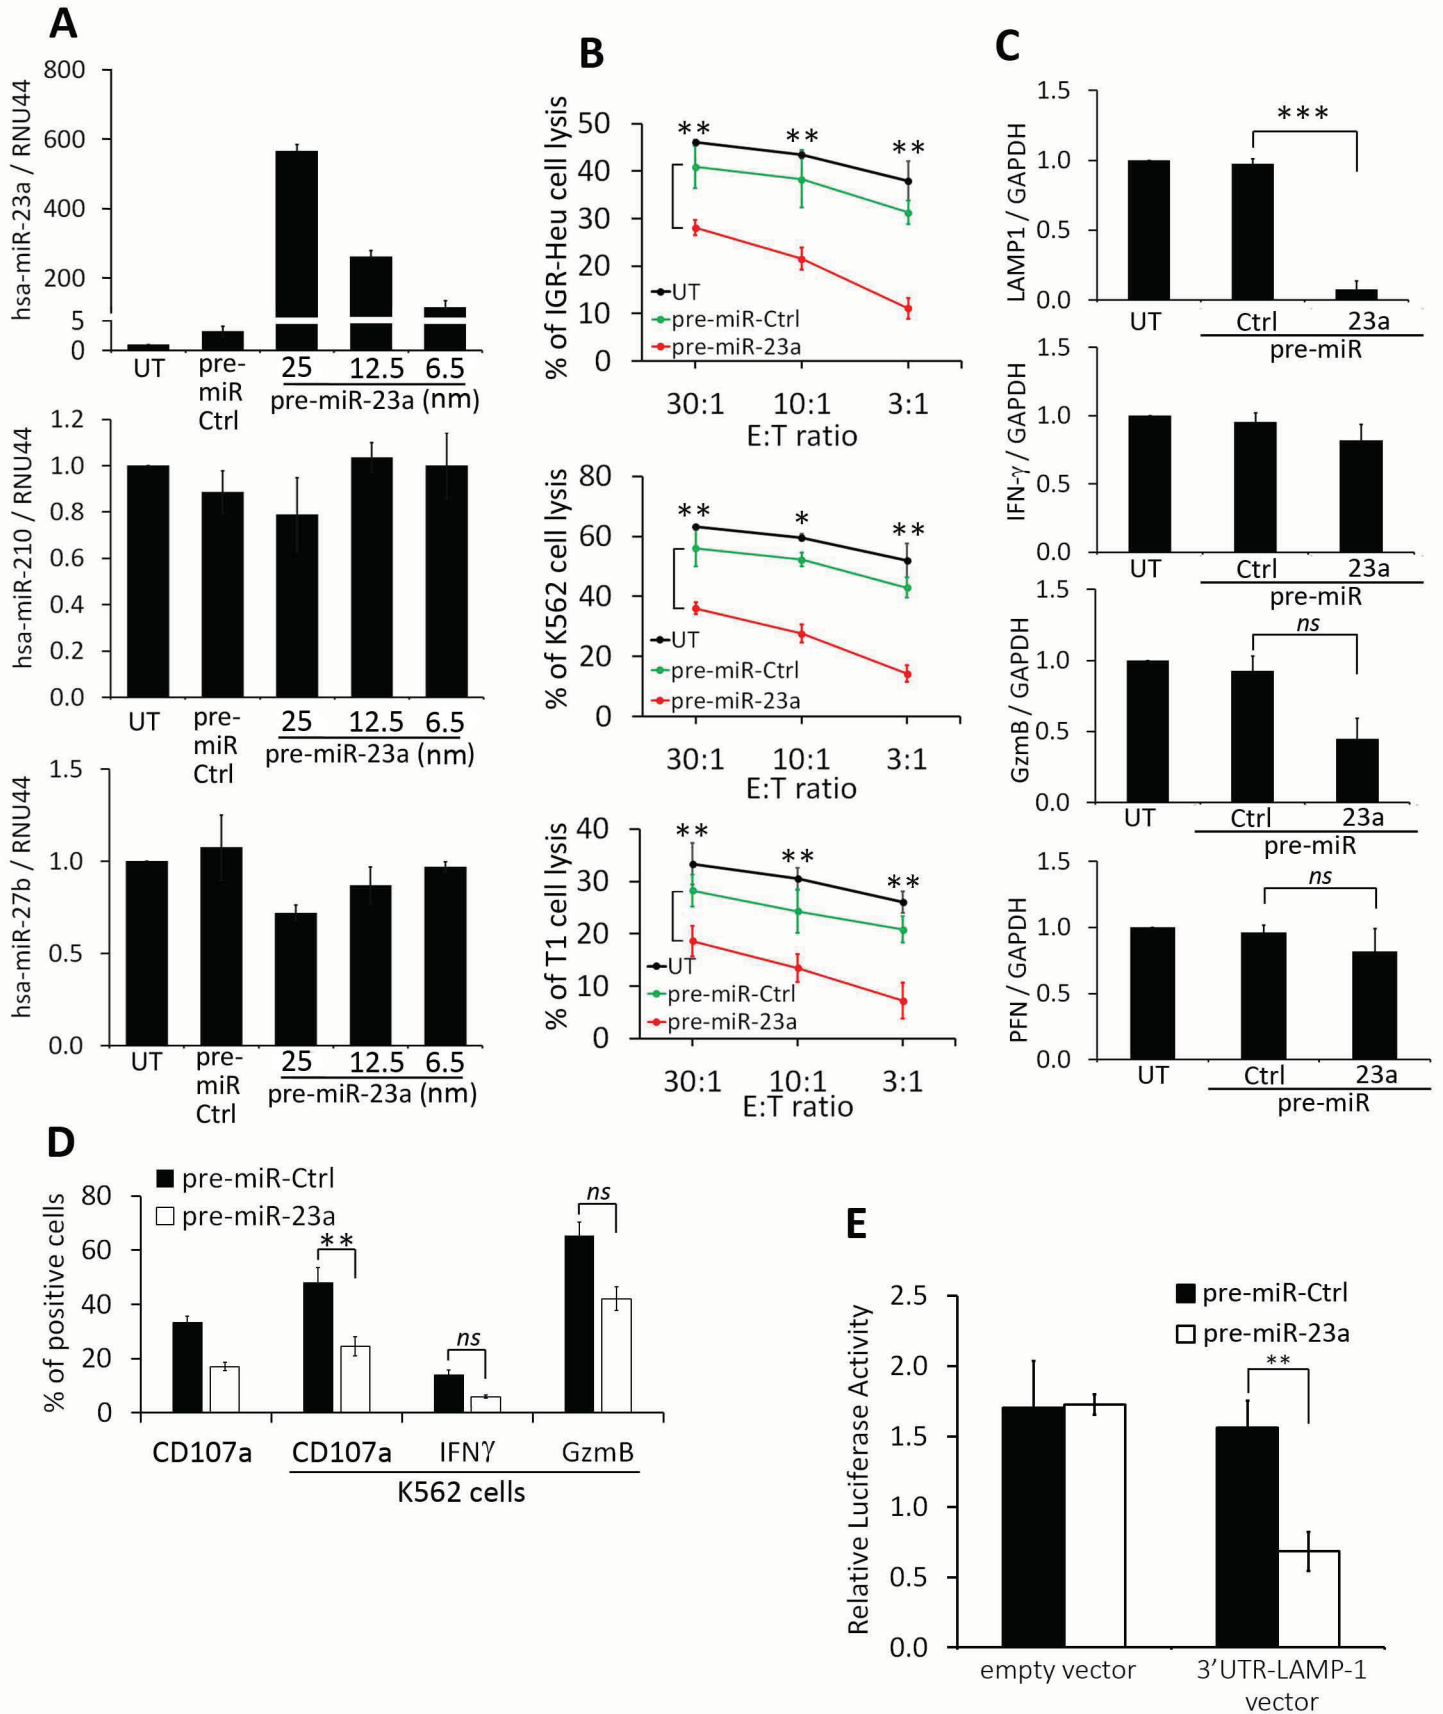 A
hsa-miR-23a / RNU44
800
600
400
200
5
0
UT
pre-
miR
Ctrl
25 12.5 6.5
pre-miR-23a (nm)
hsa-miR-210 / RNU44
1.2
1.0
0.8
0.6
0.4
0.2
0.0
UT
pre-
miR
Ctrl
25 12.5 6.5
pre-miR-23a (nm)
hsa-miR-27b / RNU44
1.5
1.0
0.5
0.0
UT
pre-
miR
Ctrl
25 12.5 6.5
pre-miR-23a (nm)
B
% of IGR-Heu cell lysis
50
40
30
20
10
0
** ** **
UT
pre-miR-Ctrl
pre-miR-23a
30:1 10:1 3:1
E:T ratio
% of K562 cell lysis
80
60
40
20
0
** * **
UT
pre-miR-Ctrl
pre-miR-23a
30:1 10:1 3:1
E:T ratio
% of T1 cell lysis
40
30
20
10
0
** ** **
UT
pre-miR-Ctrl
pre-miR-23a
30:1 10:1 3:1
E:T ratio
C
LAMP1 / GAPDH
1.5
1.0
0.5
0.0
***
UT Ctrl 23a
pre-miR
IFN-γ / GAPDH
1.5
1.0
0.5
0.0
UT Ctrl 23a
pre-miR
GzmB / GAPDH
1.5
1.0
0.5
0.0
ns
UT Ctrl 23a
pre-miR
PFN / GAPDH
1.5
1.0
0.5
0.0
ns
UT Ctrl 23a
pre-miR
D
pre-miR-Ctrl
pre-miR-23a
% of positive cells
80
60
40
20
0
** ns ns
CD107a CD107a IFNγ GzmB
K562 cells
E
pre-miR-Ctrl
pre-miR-23a
Relative Luciferase Activity
2.5
2.0
1.5
1.0
0.5
0.0
**
empty vector 3’UTR-LAMP-1
vector